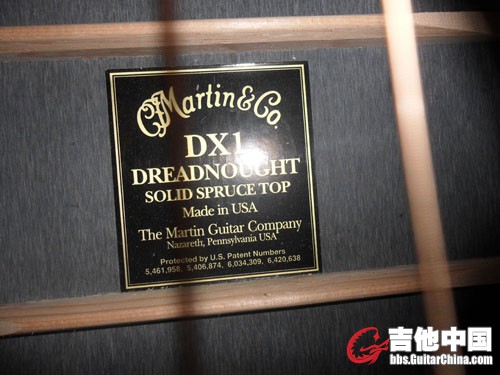 CF Martin & Co.
DX1
DREADNOUGHT
SOLID SPRUCE TOP
Made in USA
The Martin Guitar Company
Nazareth, Pennsylvania USA
Protected by U.S. Patent Numbers
5,461,958, 5,406,874, 6,034,309, 6,420,638
吉他中国
bbs.GuitarChina.com